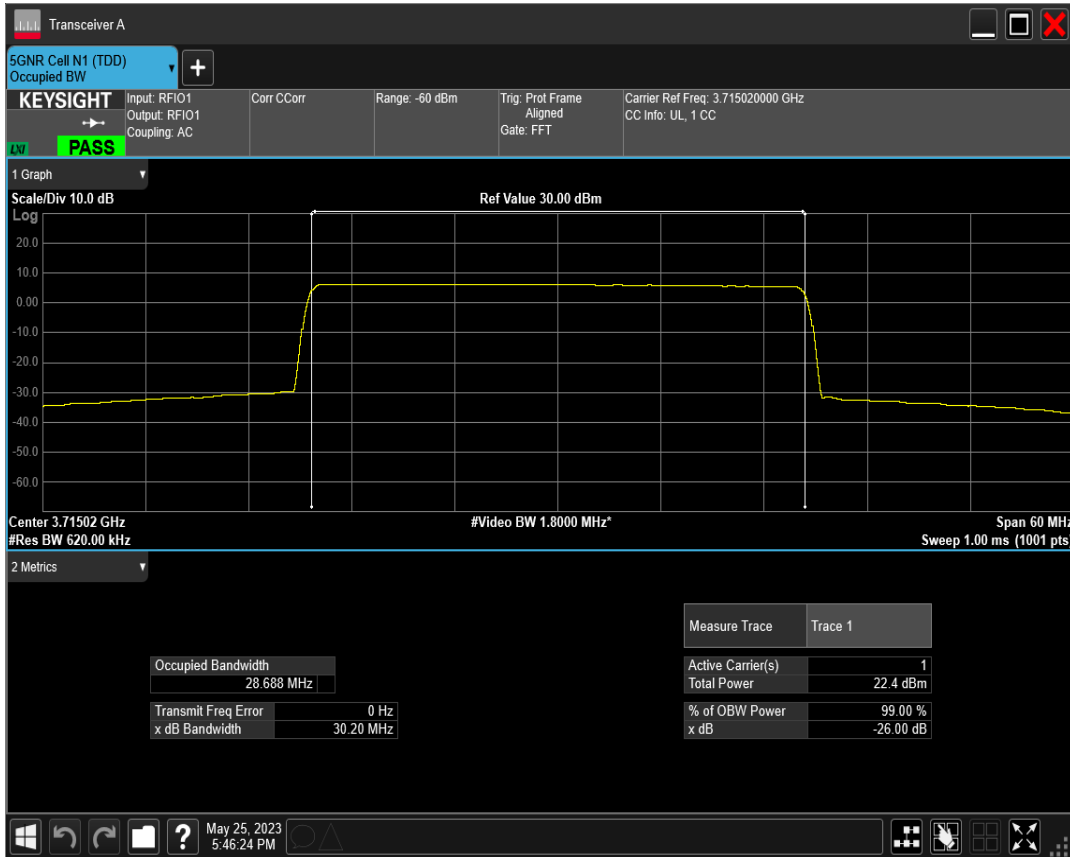 Transceiver A
5GNR Cell N1 (TDD)
Occupied BW
+
KEYSIGHT
LXI
PASS
Input: RFIO1
Output: RFIO1
Coupling: AC
Corr CCorr
Range: -60 dBm
Trig: Prot Frame
Aligned
Gate: FFT
Carrier Ref Freq: 3.715020000 GHz
CC Info: UL, 1 CC
1 Graph
Scale/Div 10.0 dB
Ref Value 30.00 dBm
Log
20.0
10.0
0.00
-10.0
-20.0
-30.0
-40.0
-50.0
-60.0
Center 3.71502 GHz
#Video BW 1.8000 MHz*
Span 60 MHz
#Res BW 620.00 kHz
Sweep 1.00 ms (1001 pts)
2 Metrics
Measure Trace Trace 1
Occupied Bandwidth
28.688 MHz
Active Carrier(s) 1
Total Power 22.4 dBm
Transmit Freq Error 0 Hz
x dB Bandwidth 30.20 MHz
% of OBW Power 99.00 %
x dB -26.00 dB
?
May 25, 2023
5:46:24 PM